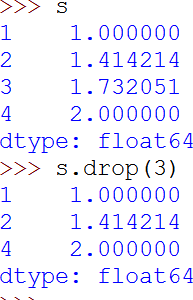 >>> s
1    1.000000
2    1.414214
3    1.732051
4    2.000000
dtype: float64
>>> s.drop(3)
1    1.000000
2    1.414214
4    2.000000
dtype: float64
>>>